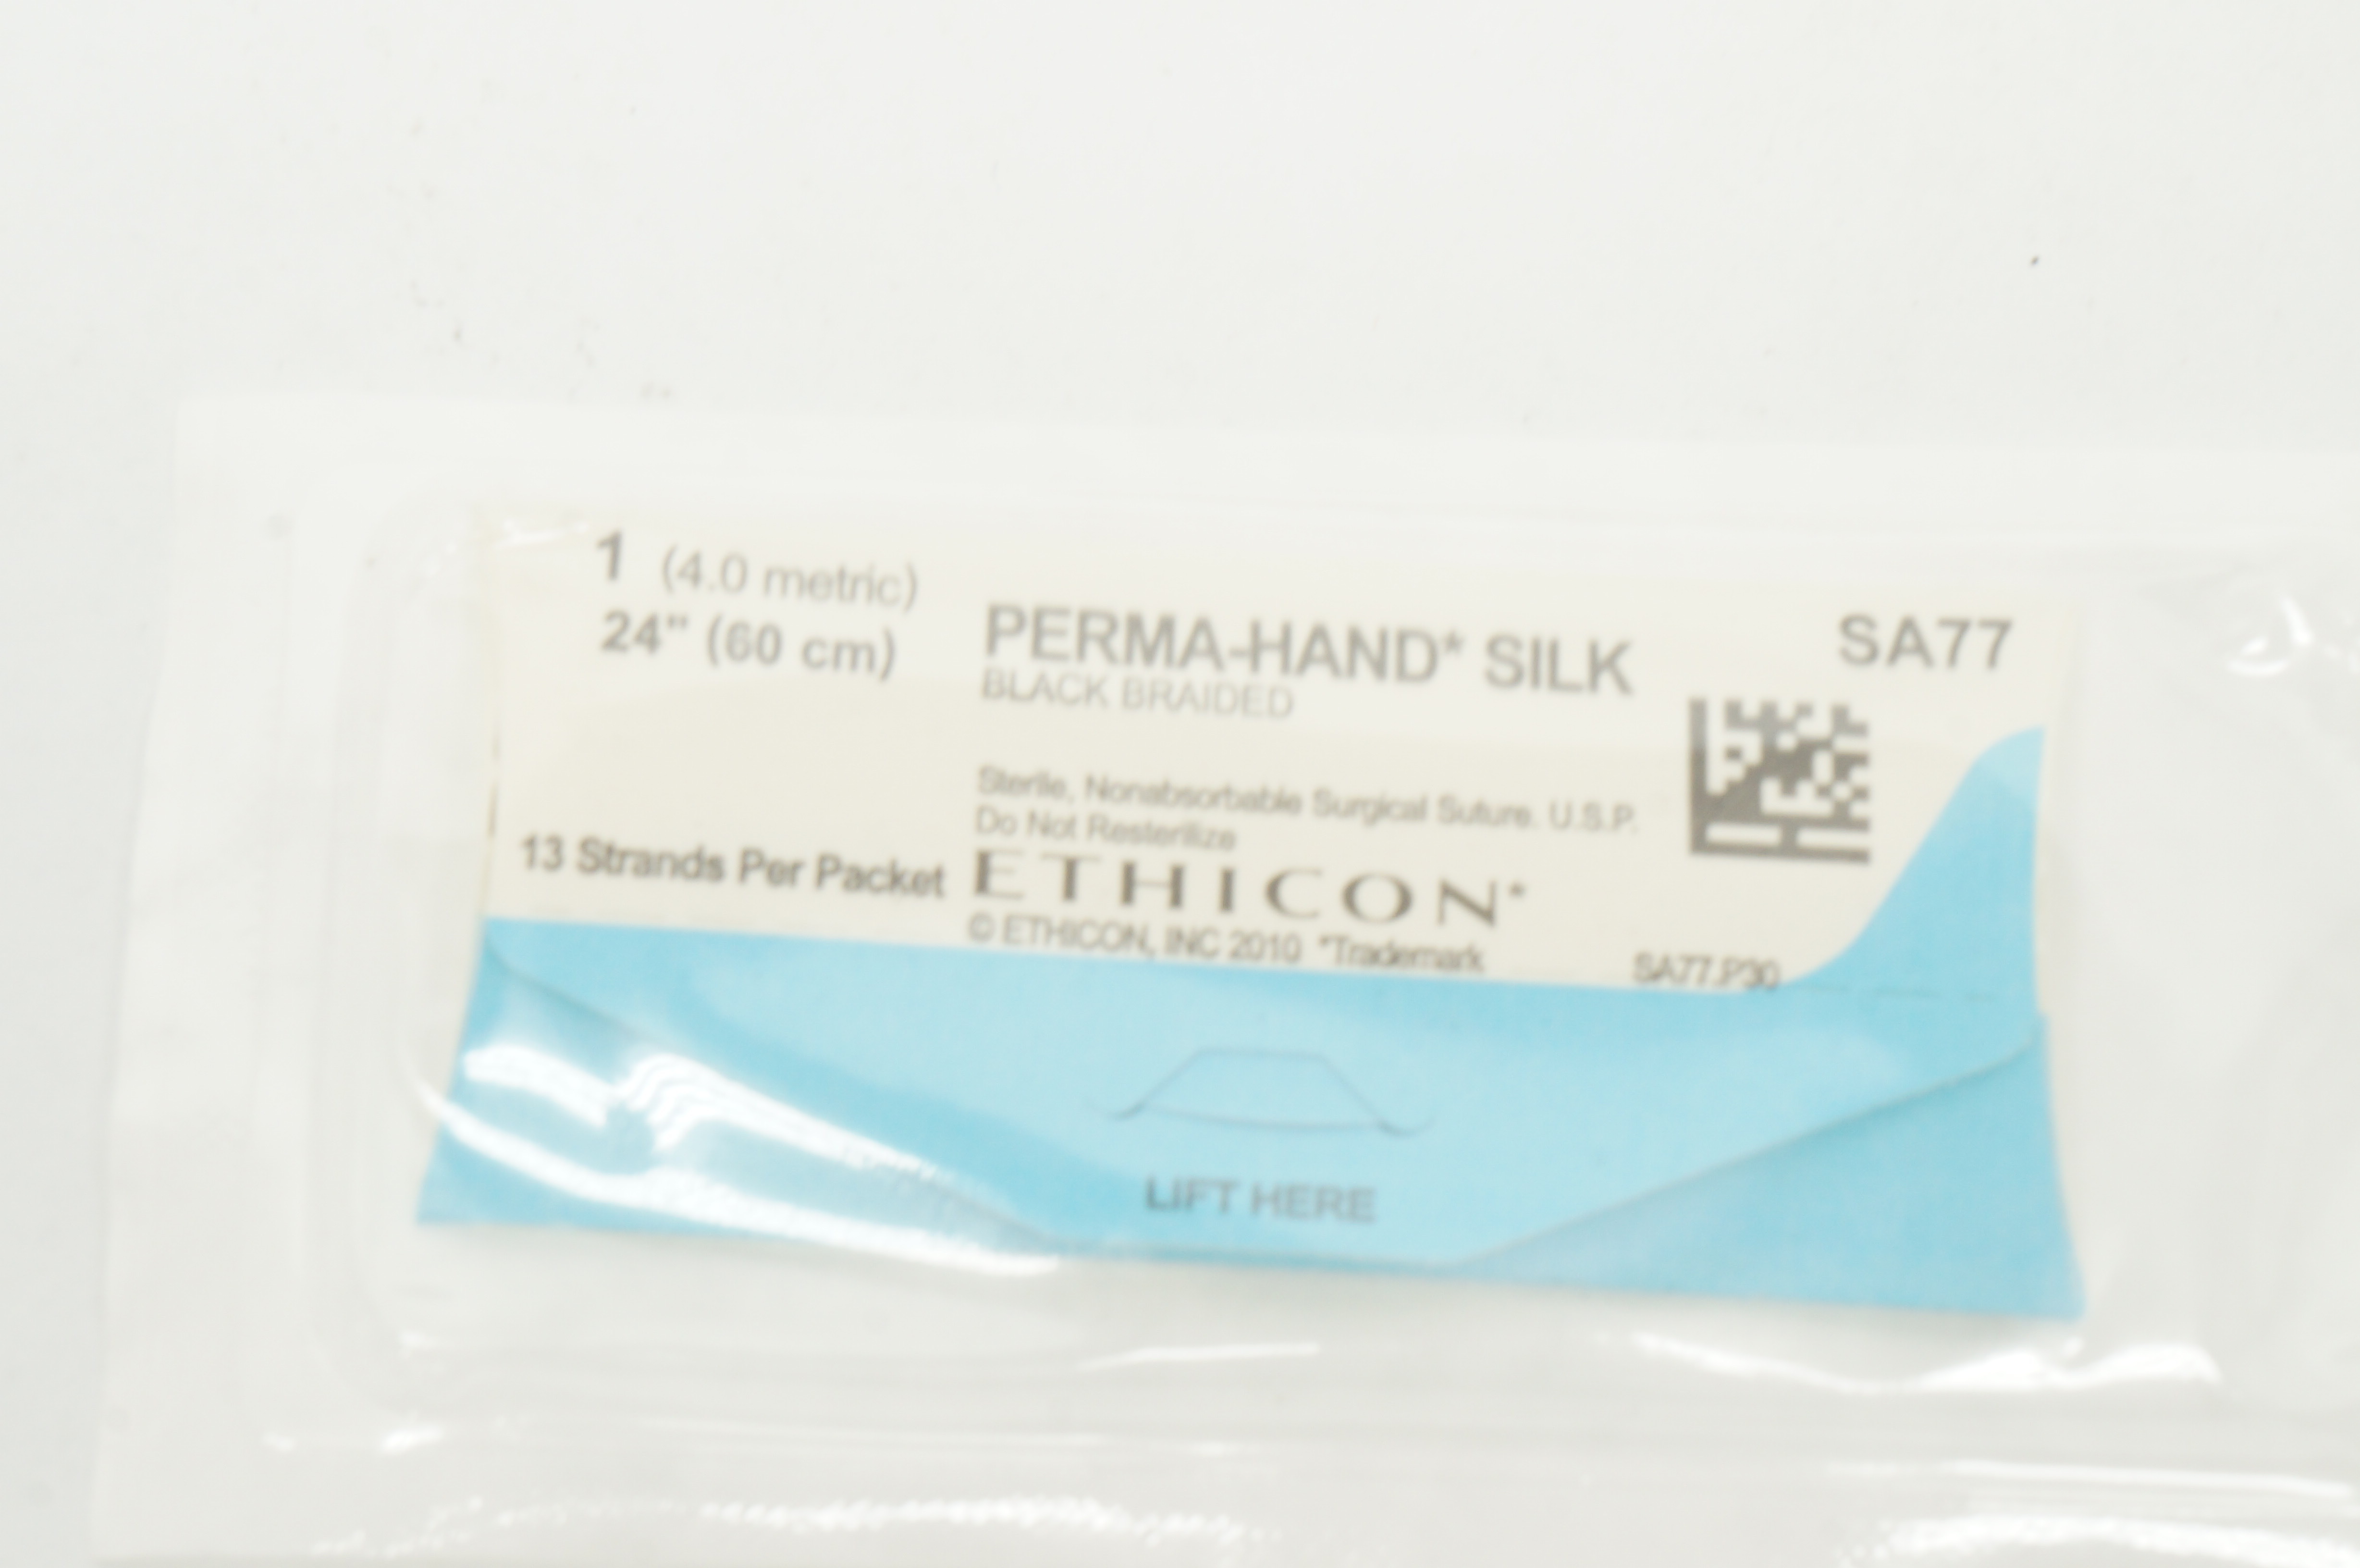 1 (4.0 metric)
24" (60 cm)
PERMA-HAND* SILK
BLACK BRAIDED
SA77
Sterile, Nonabsorbable Surgical Suture. U.S.P.
Do Not Resterilize
13 Strands Per Packet
ETHICON*
© ETHICON, INC 2010 *Trademark
SA77.P30
LIFT HERE